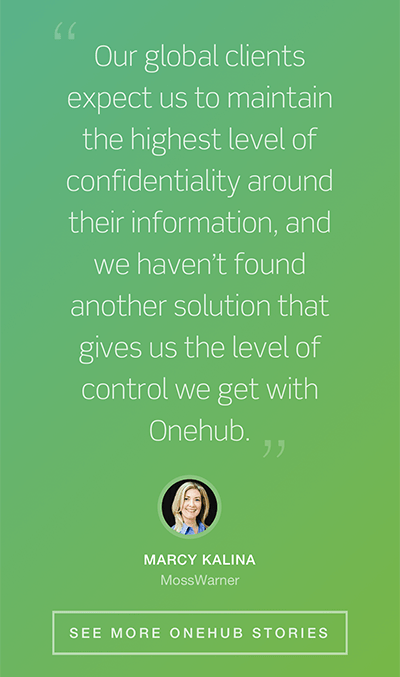 “
Our global clients
expect us to maintain
the highest level of
confidentiality around
their information, and
we haven’t found
another solution that
gives us the level of
control we get with
Onehub. ”
MARCY KALINA
MossWarner
SEE MORE ONEHUB STORIES